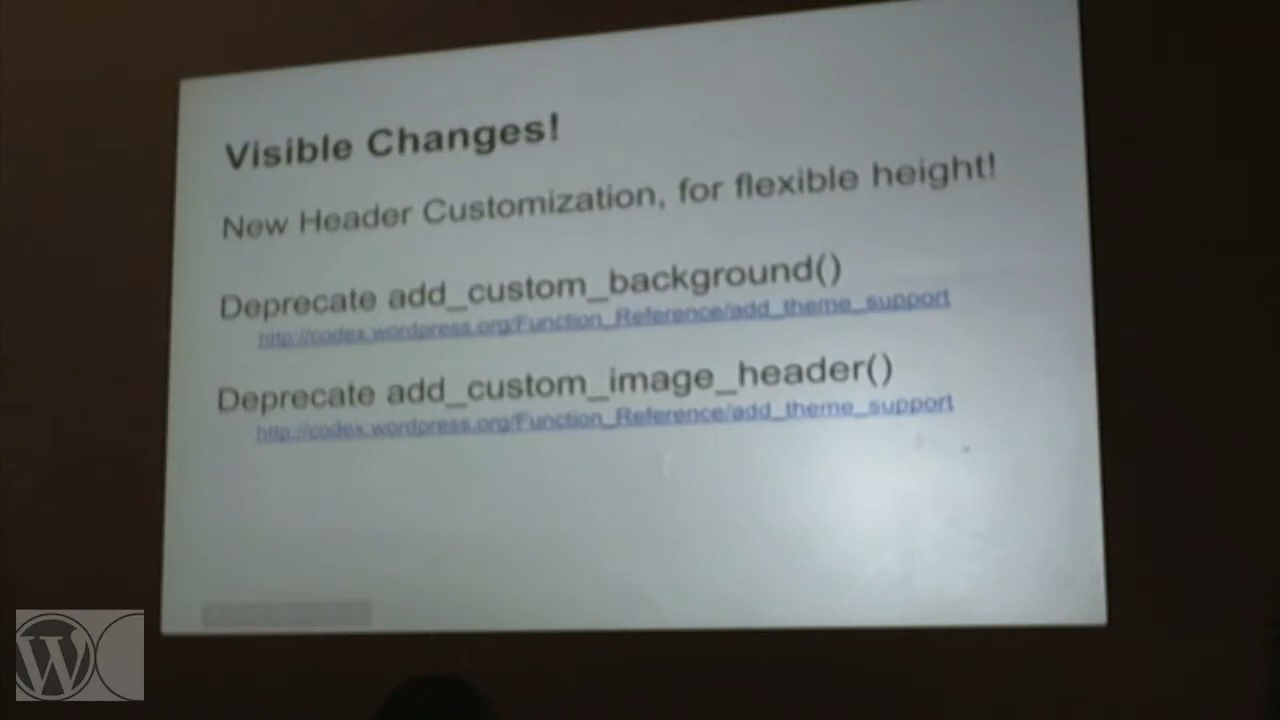 Visible Changes!
New Header Customization, for flexible height!
Deprecate add_custom_background()
http://codex.wordpress.org/Function_Reference/add_theme_support
Deprecate add_custom_image_header()
http://codex.wordpress.org/Function_Reference/add_theme_support